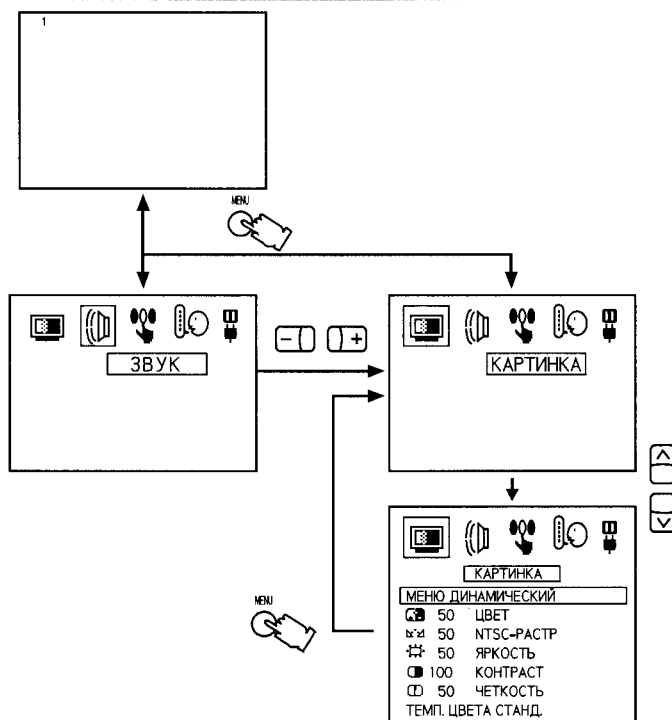 1
MENU
ЗВУК
− +
КАРТИНКА
КАРТИНКА
МЕНЮ ДИНАМИЧЕСКИЙ
50 ЦВЕТ
50 NTSC-РАСТР
50 ЯРКОСТЬ
100 КОНТРАСТ
50 ЧЕТКОСТЬ
ТЕМП. ЦВЕТА СТАНД.
MENU